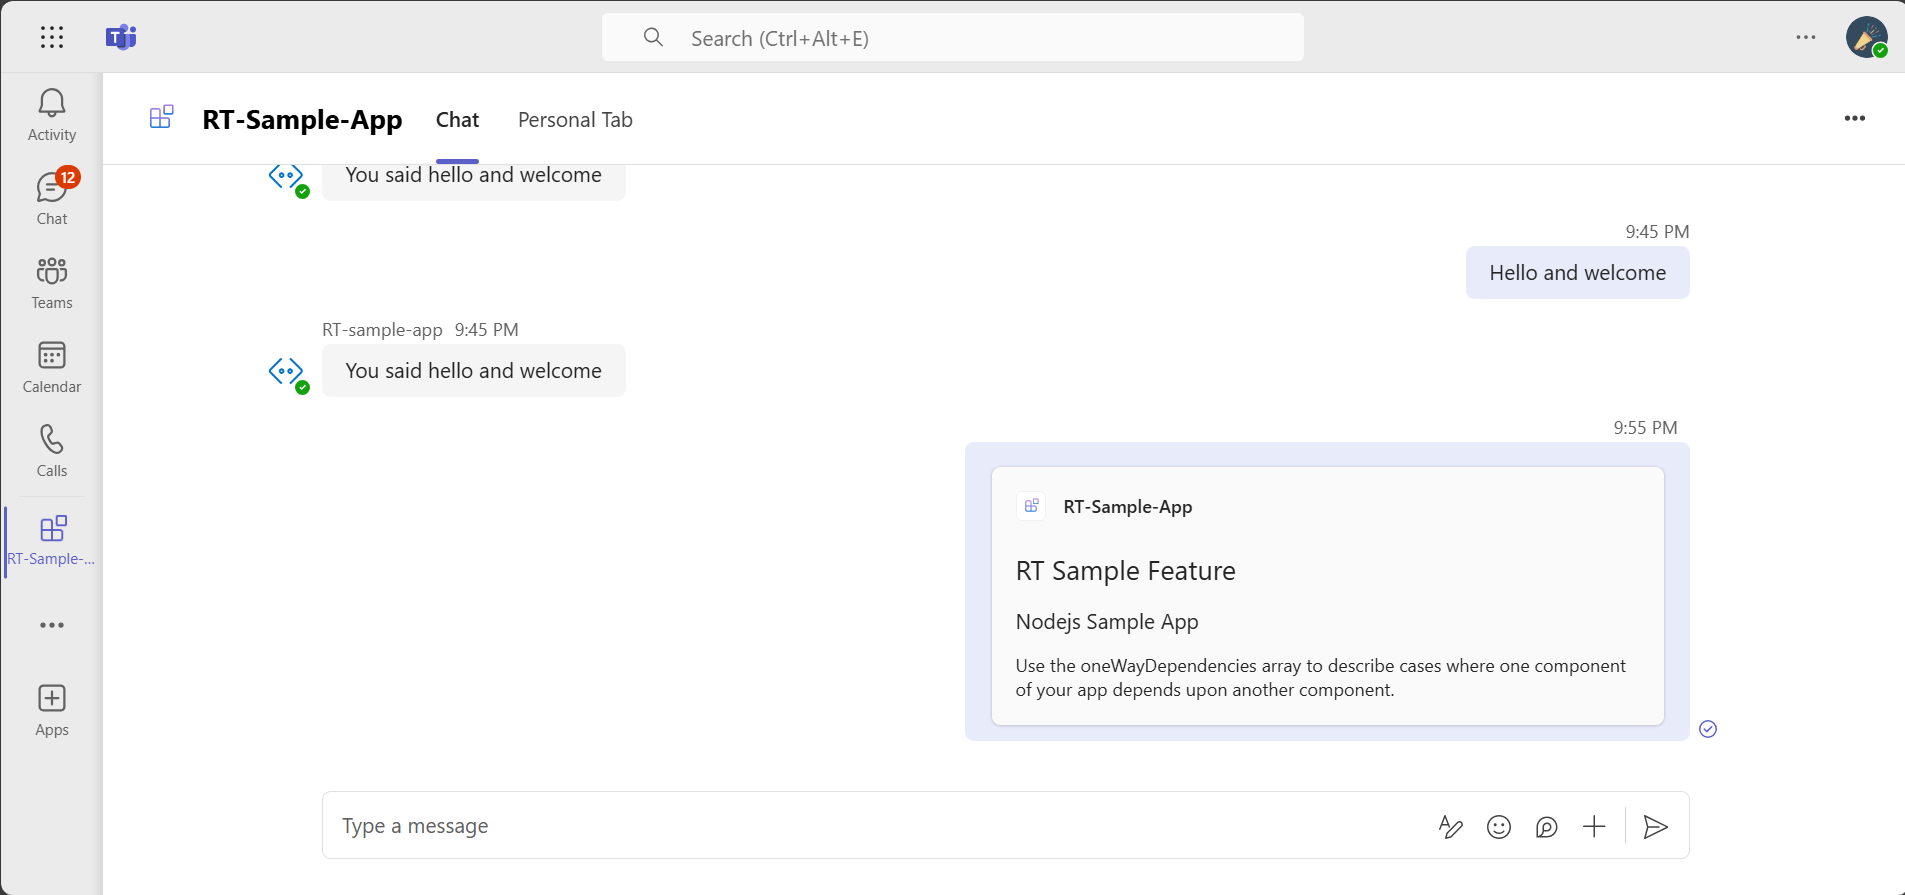 T
Search (Ctrl+Alt+E)
Activity
12
Chat
Teams
Calendar
Calls
RT-Sample-...
Apps
RT-Sample-App
Chat
Personal Tab
You said hello and welcome
9:45 PM
Hello and welcome
RT-sample-app 9:45 PM
You said hello and welcome
9:55 PM
RT-Sample-App
RT Sample Feature
Nodejs Sample App
Use the oneWayDependencies array to describe cases where one component
of your app depends upon another component.
Type a message